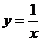 y = 1/x